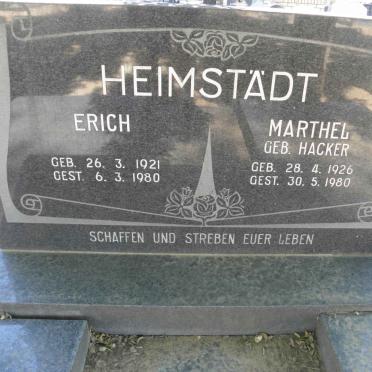 HEIMSTÄDT
ERICH
GEB. 26. 3. 1921
GEST. 6. 3. 1980
MARTHEL
GEB. HACKER
GEB. 28. 4. 1926
GEST. 30. 5. 1980
SCHAFFEN UND STREBEN EUER LEBEN